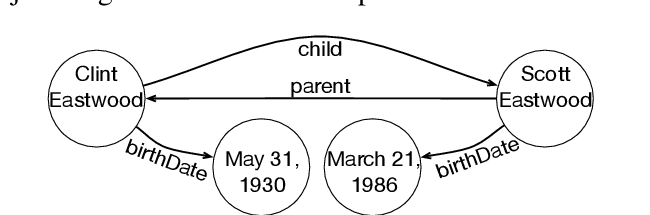 child
Clint
Eastwood
parent
Scott
Eastwood
birthDate
May 31,
1930
March 21,
1986
birthDate